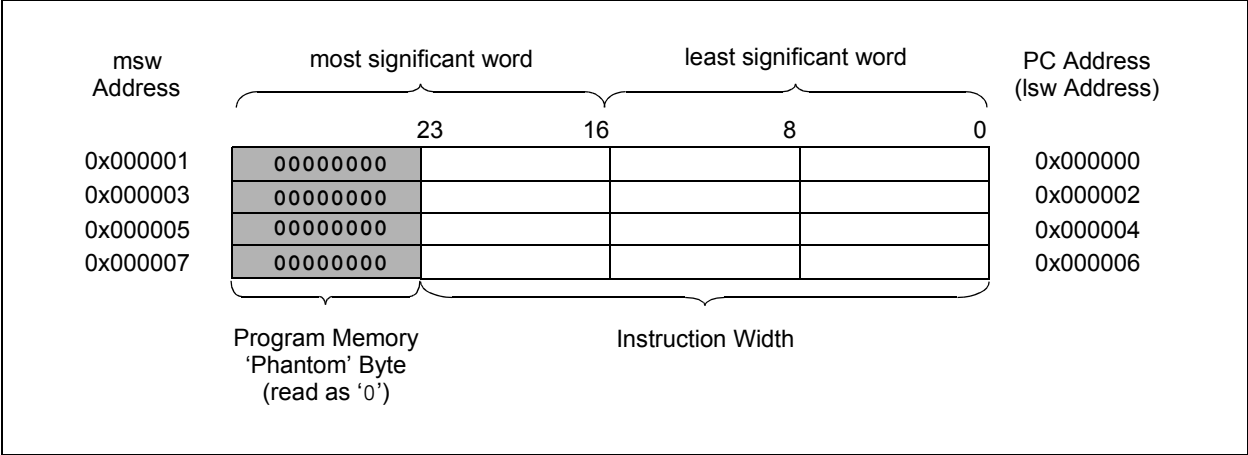 msw
Address
most significant word
least significant word
PC Address
(lsw Address)
23
16
8
0
0x000001
00000000
0x000000
0x000003
00000000
0x000002
0x000005
00000000
0x000004
0x000007
00000000
0x000006
Program Memory
‘Phantom’ Byte
(read as ‘0’)
Instruction Width